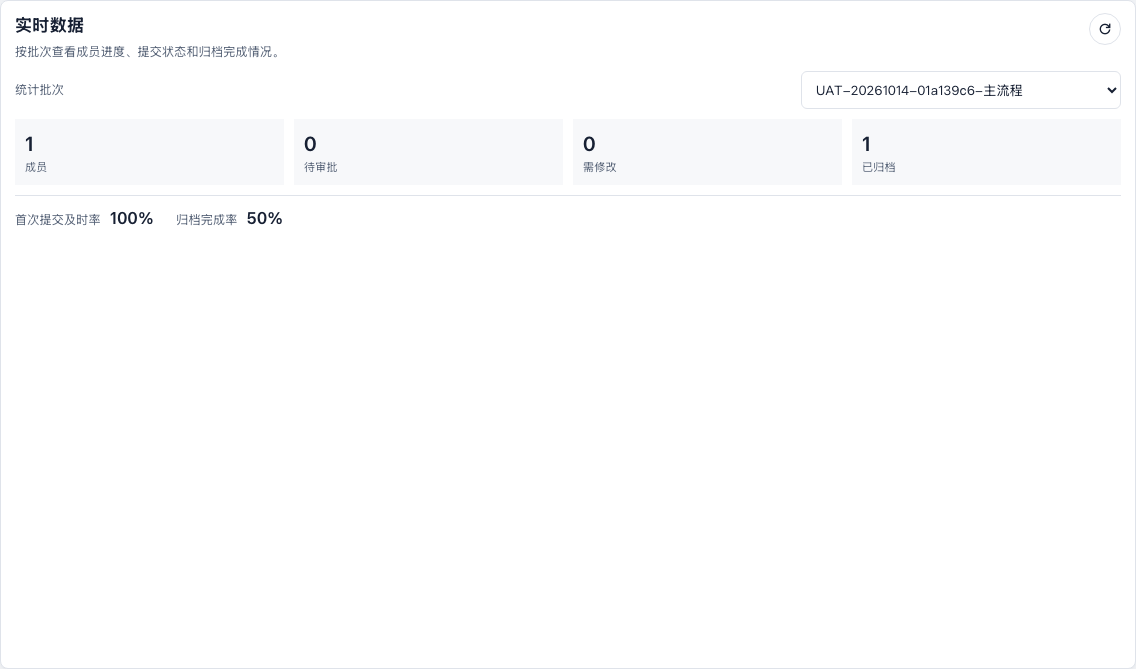 实时数据
按批次查看成员进度、提交状态和归档完成情况。
统计批次
UAT-20261014-01a139c6-主流程
1
成员
0
待审批
0
需修改
1
已归档
首次提交及时率 100% 归档完成率 50%